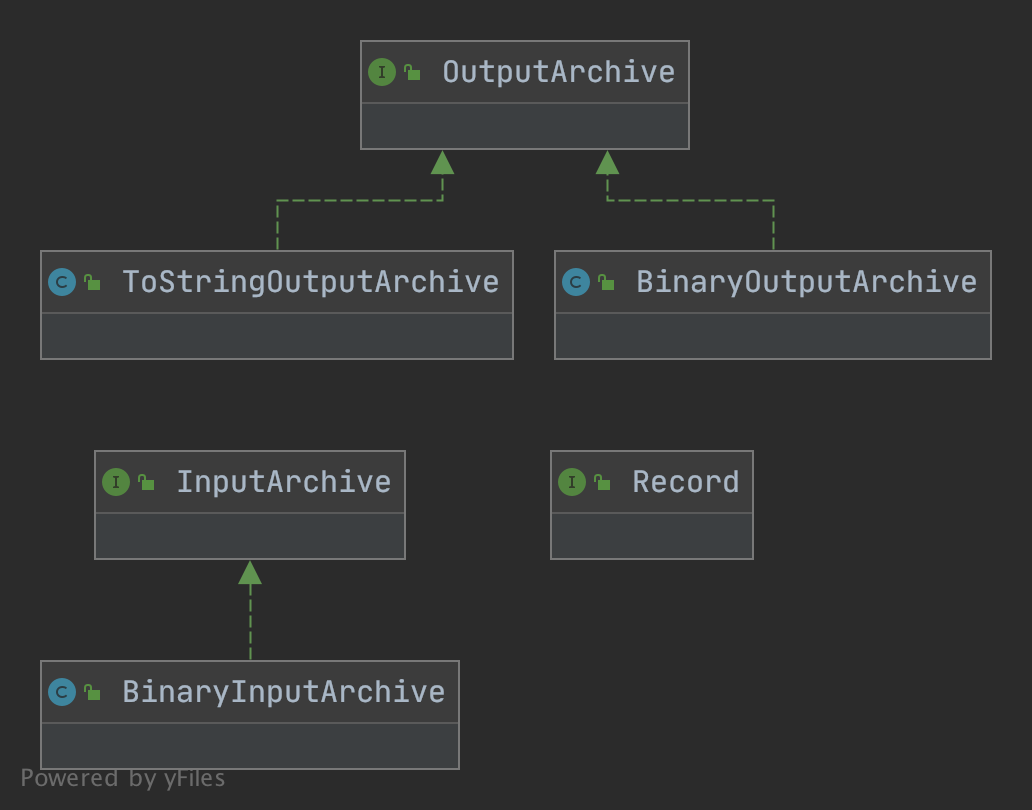 I OutputArchive
C ToStringOutputArchive
C BinaryOutputArchive
I InputArchive
I Record
C BinaryInputArchive
Powered by yFiles